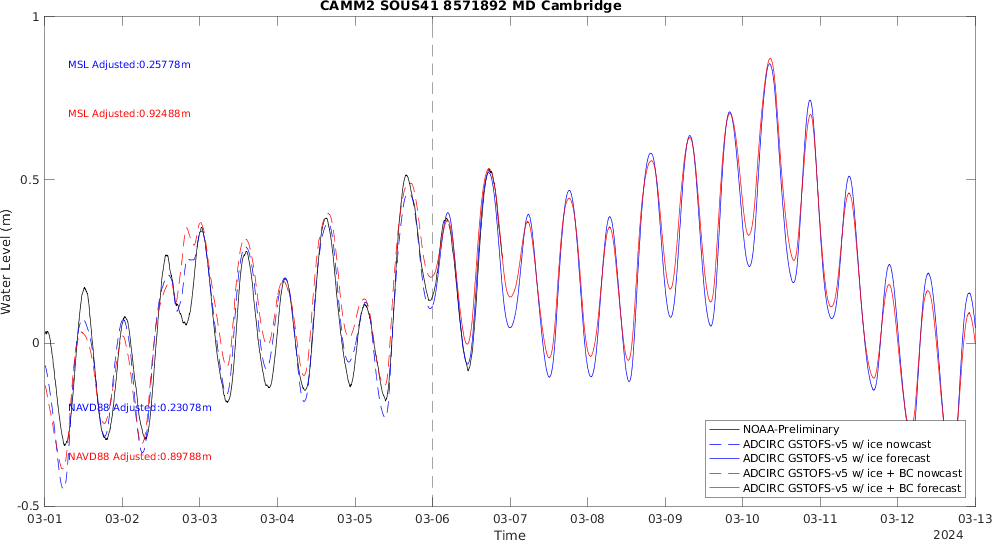 CAMM2 SOUS41 8571892 MD Cambridge
1
MSL Adjusted:0.25778m
MSL Adjusted:0.92488m
0.5
Water Level (m)
0
NAVD88 Adjusted:0.23078m
NAVD88 Adjusted:0.89788m
NOAA-Preliminary
ADCIRC GSTOFS-v5 w/ ice nowcast
ADCIRC GSTOFS-v5 w/ ice forecast
ADCIRC GSTOFS-v5 w/ ice + BC nowcast
ADCIRC GSTOFS-v5 w/ ice + BC forecast
-0.5
03-01 03-02 03-03 03-04 03-05 03-06 03-07 03-08 03-09 03-10 03-11 03-12 03-13
Time
2024